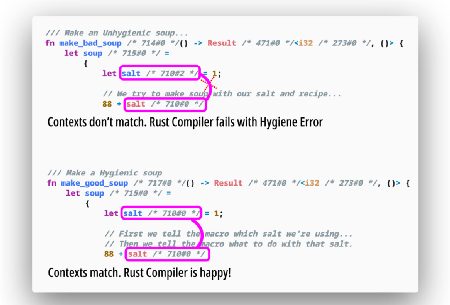 /// Make an Unhygienic soup...
fn make_bad_soup /* 714#0 */() -> Result /* 471#0 */<i32 /* 273#0 */, ()> {
let soup /* 715#0 */ =
{
let salt /* 710#2 */ = 1;
// We try to make soup with our salt and recipe...
88 + salt /* 710#0 */
Contexts don't match. Rust Compiler fails with Hygiene Error
/// Make a Hygienic soup
fn make_good_soup /* 717#0 */() -> Result /* 471#0 */<i32 /* 273#0 */, ()> {
let soup /* 715#0 */ =
{
let salt /* 710#0 */ = 1;
// First we tell the macro which salt we're using...
// Then we tell the macro what to do with that salt.
88 + salt /* 710#0 */
Contexts match. Rust Compiler is happy!